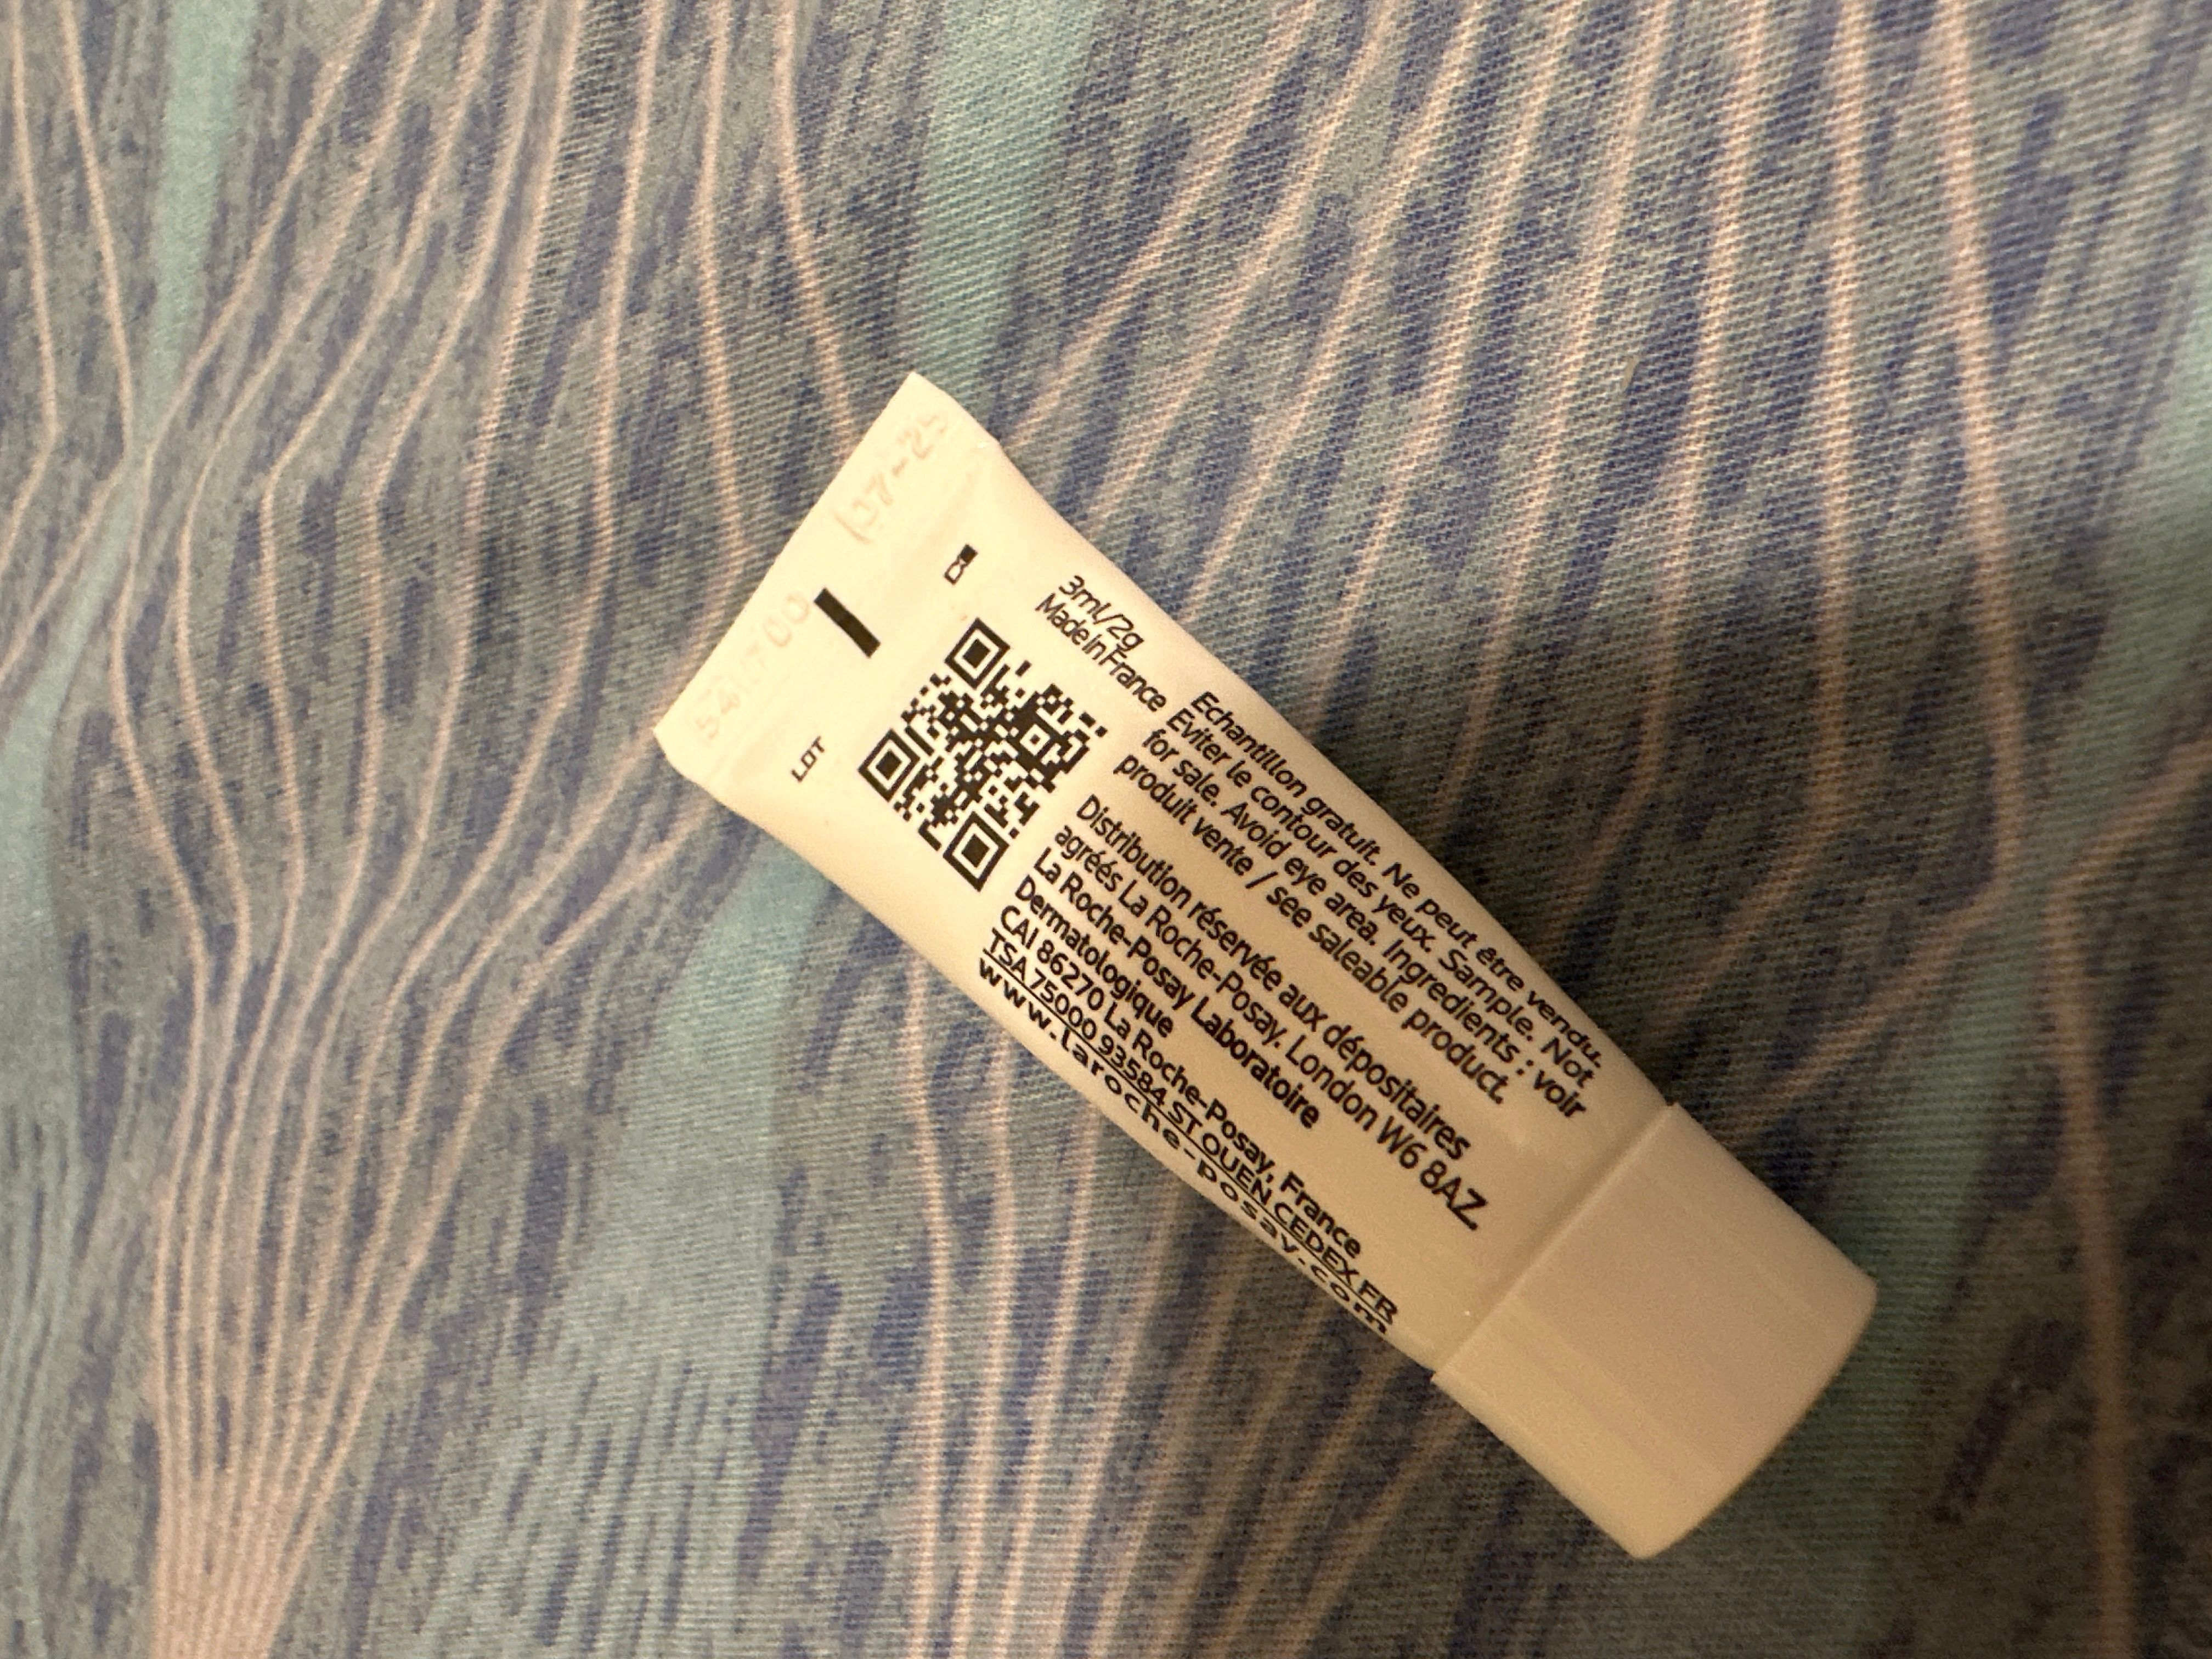 07-25
LOT
3ml/2g
Made in France
Echantillon gratuit. Ne peut être vendu.
Eviter le contour des yeux. Sample. Not
for sale. Avoid eye area. Ingredients : voir
produit vente / see saleable product.
Distribution réservée aux dépositaires
agréés La Roche-Posay. London W6 8AZ
La Roche-Posay Laboratoire
Dermatologique
CAI 86270 La Roche-Posay, France
TSA 75000 93584 ST OUEN CEDEX FR
www.laroche-posay.com